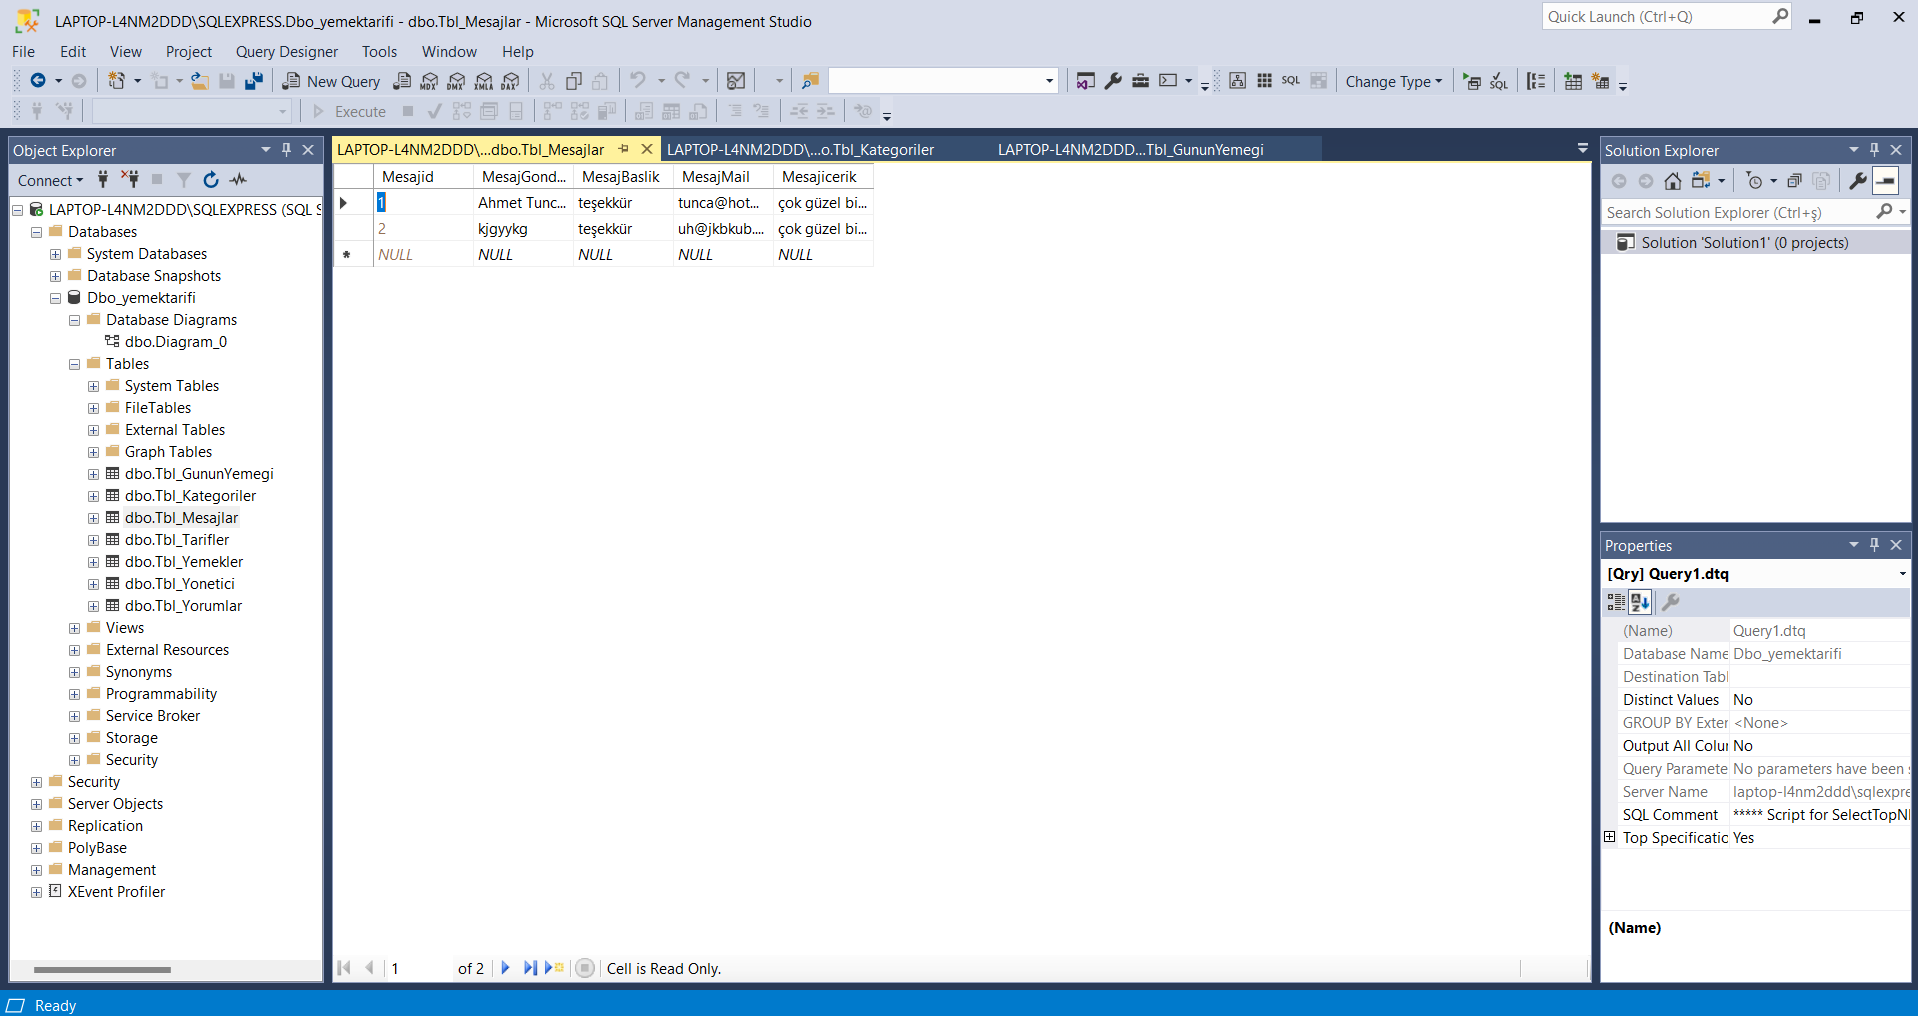 LAPTOP-L4NM2DDD\SQLEXPRESS.Dbo_yemektarifi - dbo.Tbl_Mesajlar - Microsoft SQL Server Management Studio
Quick Launch (Ctrl+Q)
File Edit View Project Query Designer Tools Window Help
New Query MDX DMX XMLA DAX SQL Change Type SQL
Execute
Object Explorer
Connect
LAPTOP-L4NM2DDD\SQLEXPRESS (SQL S
Databases
System Databases
Database Snapshots
Dbo_yemektarifi
Database Diagrams
dbo.Diagram_0
Tables
System Tables
FileTables
External Tables
Graph Tables
dbo.Tbl_GununYemegi
dbo.Tbl_Kategoriler
dbo.Tbl_Mesajlar
dbo.Tbl_Tarifler
dbo.Tbl_Yemekler
dbo.Tbl_Yonetici
dbo.Tbl_Yorumlar
Views
External Resources
Synonyms
Programmability
Service Broker
Storage
Security
Security
Server Objects
Replication
PolyBase
Management
XEvent Profiler
LAPTOP-L4NM2DDD\...dbo.Tbl_Mesajlar LAPTOP-L4NM2DDD\...o.Tbl_Kategoriler LAPTOP-L4NM2DDD...Tbl_GununYemegi
Mesajid MesajGond... MesajBaslik MesajMail Mesajicerik
1 Ahmet Tunc... teşekkür tunca@hot... çok güzel bi...
2 kjgyykg teşekkür uh@jkbkub.... çok güzel bi...
NULL NULL NULL NULL NULL
1 of 2 Cell is Read Only.
Solution Explorer
Search Solution Explorer (Ctrl+ş)
Solution 'Solution1' (0 projects)
Properties
[Qry] Query1.dtq
(Name) Query1.dtq
Database Name Dbo_yemektarifi
Destination Tabl
Distinct Values No
GROUP BY Exter <None>
Output All Colur No
Query Paramete No parameters have been s
Server Name laptop-l4nm2ddd\sqlexpre
SQL Comment ***** Script for SelectTopNI
Top Specificatic Yes
(Name)
Ready